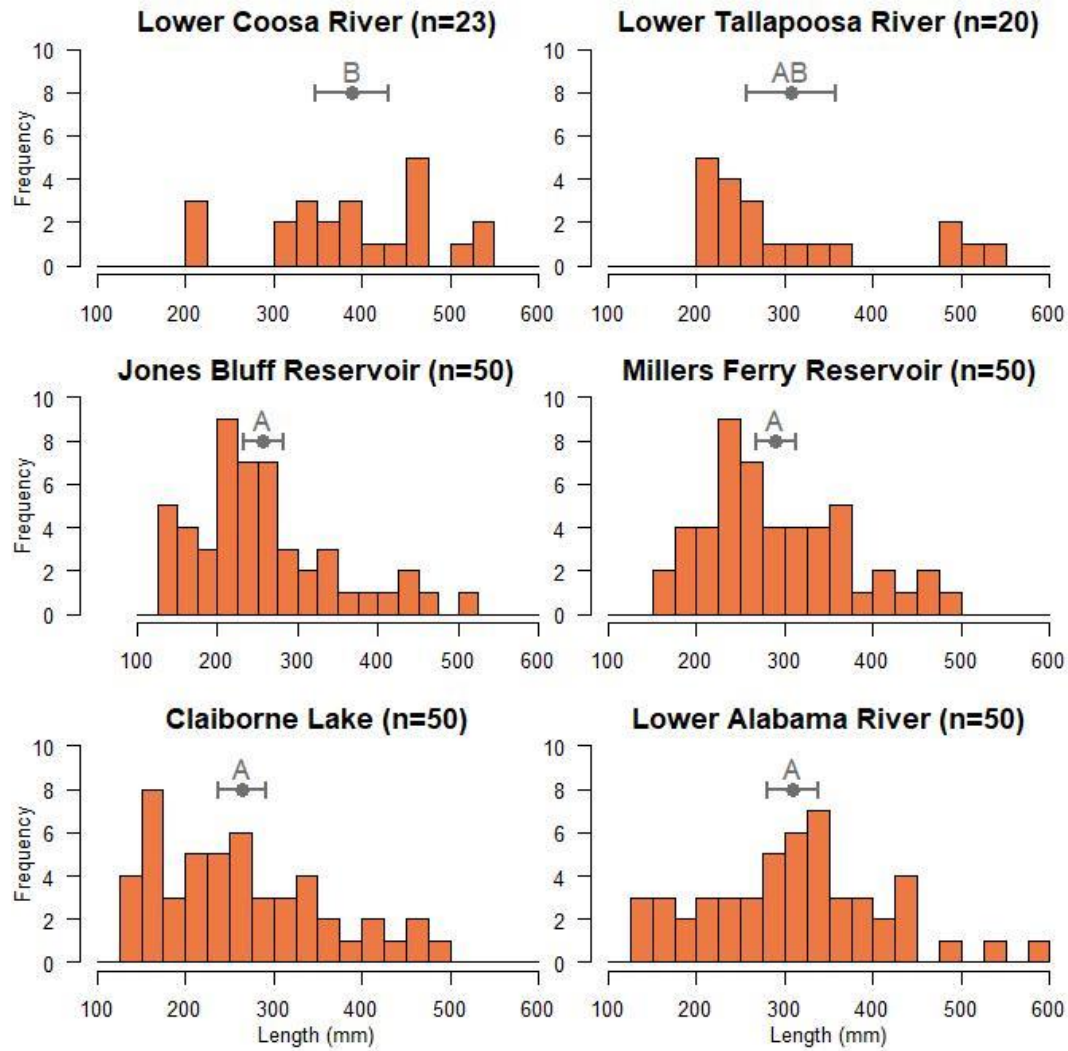 Lower Coosa River (n=23)
Lower Tallapoosa River (n=20)
10
8
6
4
2
0
Frequency
B
100 200 300 400 500 600
10
8
6
4
2
0
AB
100 200 300 400 500 600
Jones Bluff Reservoir (n=50)
Millers Ferry Reservoir (n=50)
10
8
6
4
2
0
Frequency
A
100 200 300 400 500 600
10
8
6
4
2
0
A
100 200 300 400 500 600
Claiborne Lake (n=50)
Lower Alabama River (n=50)
10
8
6
4
2
0
Frequency
A
100 200 300 400 500 600
Length (mm)
10
8
6
4
2
0
A
100 200 300 400 500 600
Length (mm)